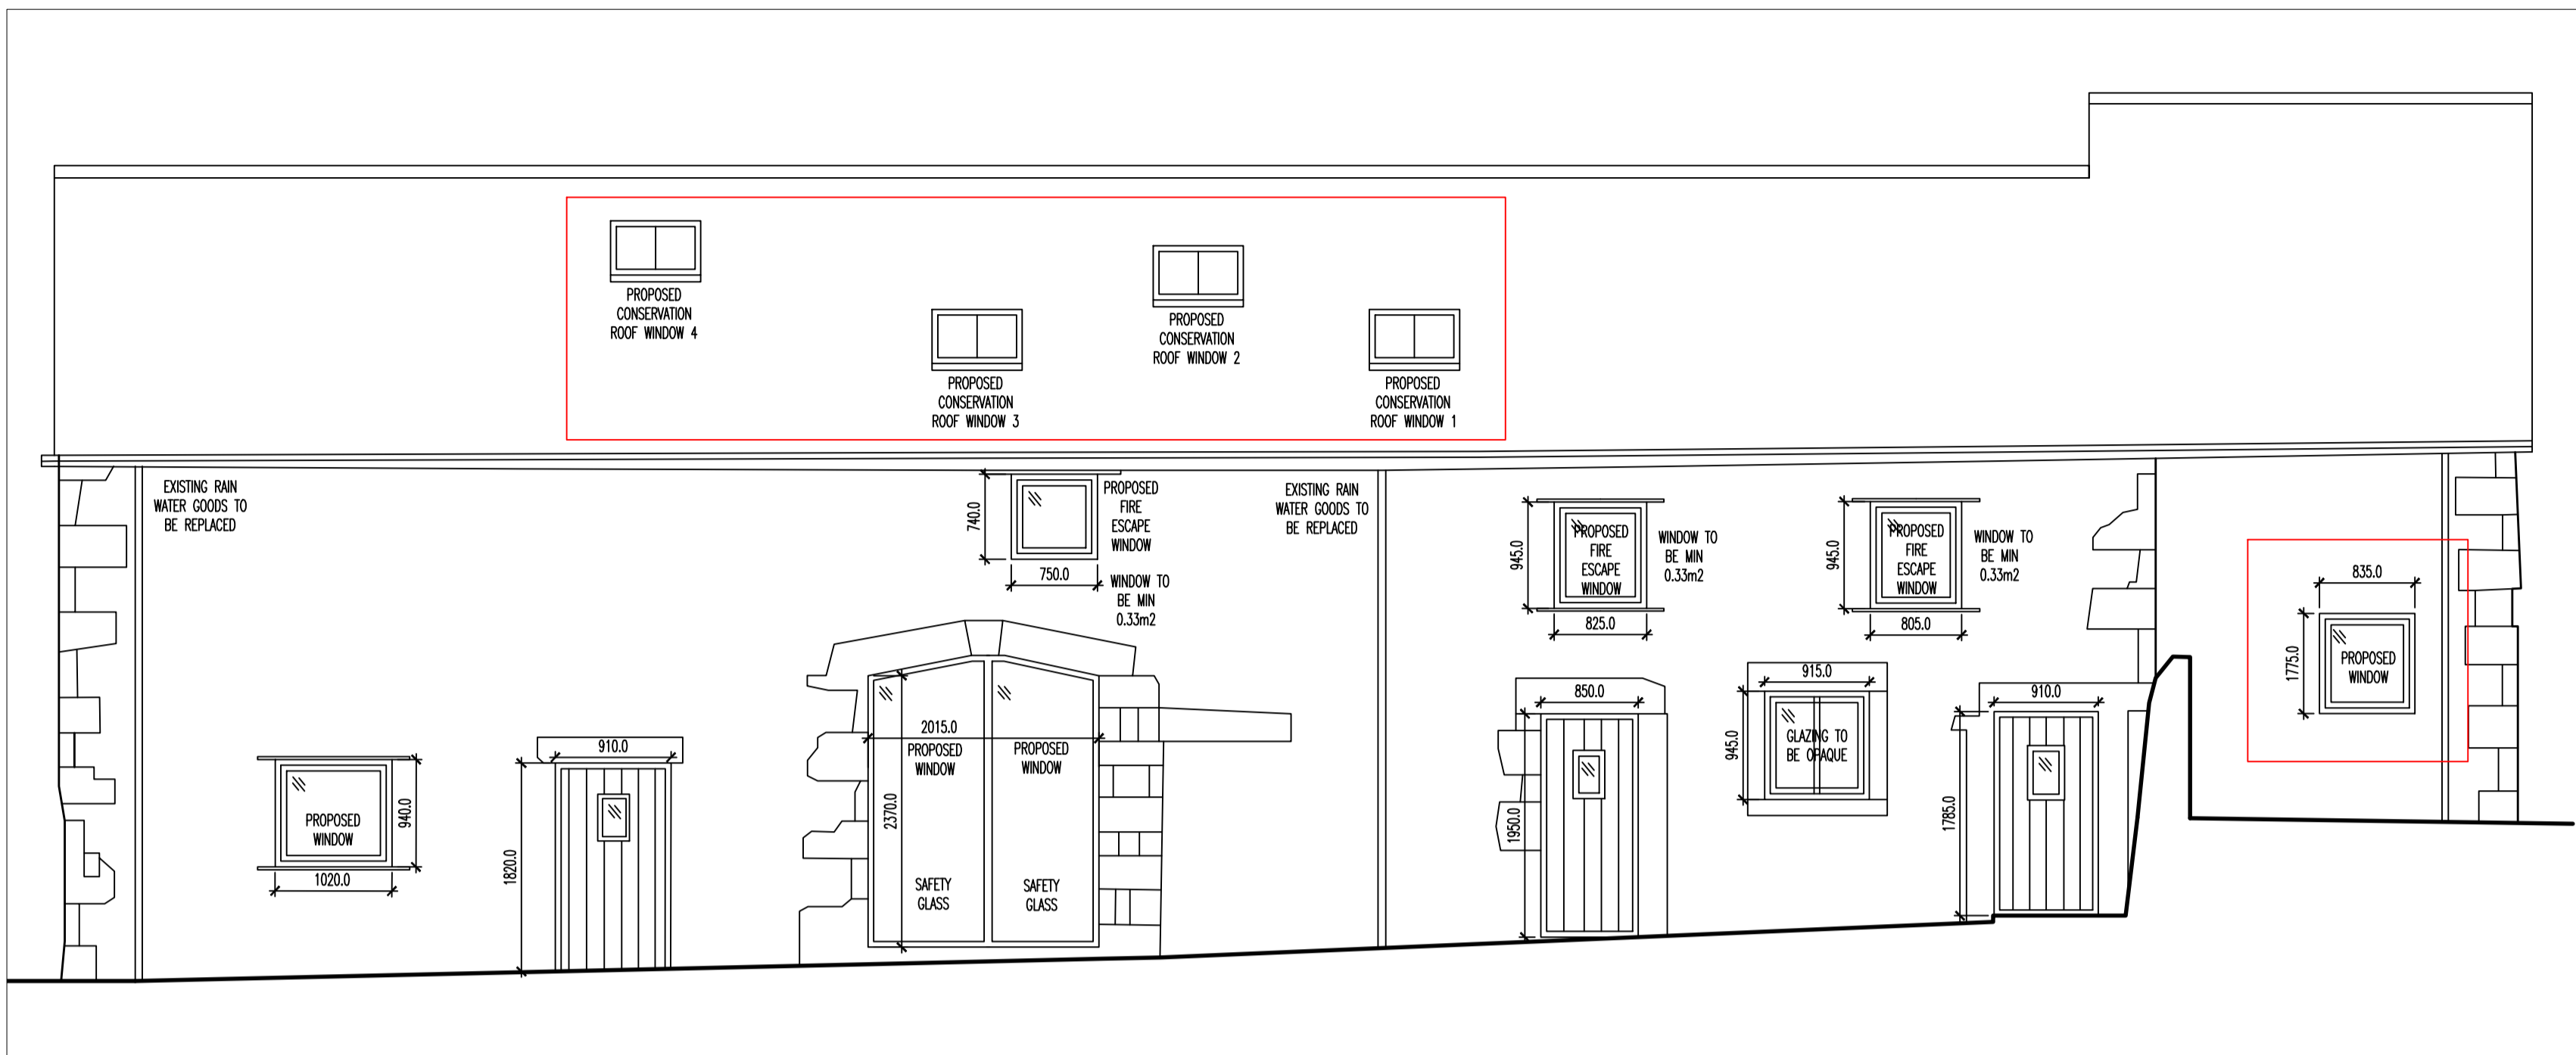 PROPOSED
CONSERVATION
ROOF WINDOW 4
PROPOSED
CONSERVATION
ROOF WINDOW 3
PROPOSED
CONSERVATION
ROOF WINDOW 2
PROPOSED
CONSERVATION
ROOF WINDOW 1
EXISTING RAIN
WATER GOODS TO
BE REPLACED
740.0
750.0
PROPOSED
FIRE
ESCAPE
WINDOW
WINDOW TO
BE MIN
0.33m2
EXISTING RAIN
WATER GOODS TO
BE REPLACED
945.0
PROPOSED
FIRE
ESCAPE
WINDOW
825.0
WINDOW TO
BE MIN
0.33m2
945.0
PROPOSED
FIRE
ESCAPE
WINDOW
805.0
WINDOW TO
BE MIN
0.33m2
835.0
1775.0
PROPOSED
WINDOW
PROPOSED
WINDOW
940.0
1020.0
910.0
1820.0
2015.0
2370.0
PROPOSED
WINDOW
PROPOSED
WINDOW
SAFETY
GLASS
SAFETY
GLASS
850.0
1950.0
915.0
945.0
GLAZING TO
BE OPAQUE
910.0
1785.0